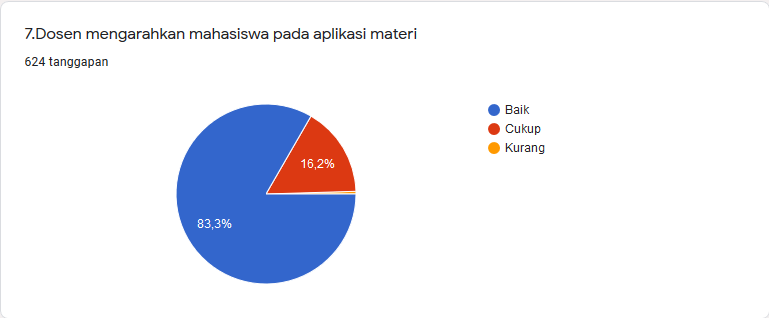 7.Dosen mengarahkan mahasiswa pada aplikasi materi
624 tanggapan
Baik
Cukup
Kurang
16,2%
83,3%